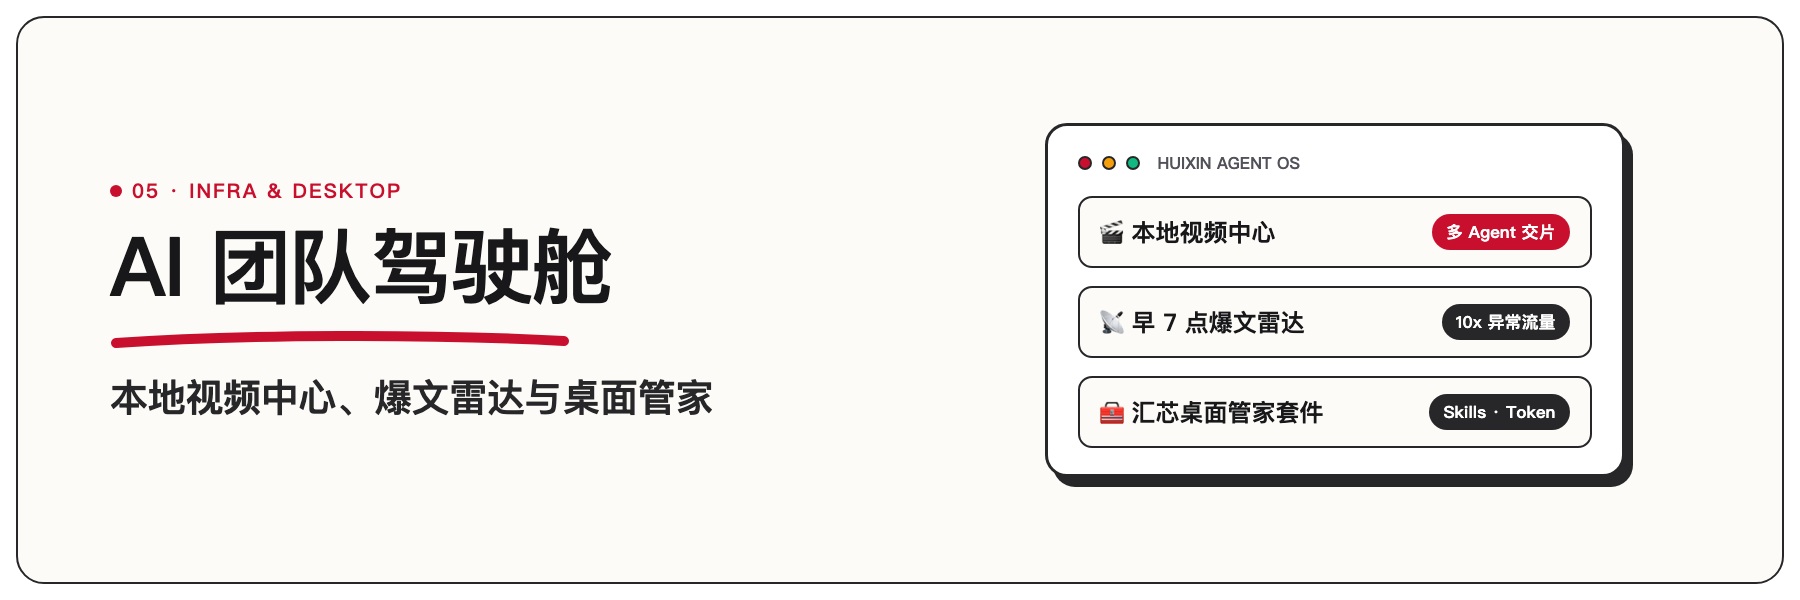 05 · INFRA & DESKTOP
AI 团队驾驶舱
本地视频中心、爆文雷达与桌面管家
HUIXIN AGENT OS
本地视频中心
多 Agent 交片
早 7 点爆文雷达
10x 异常流量
汇芯桌面管家套件
Skills · Token